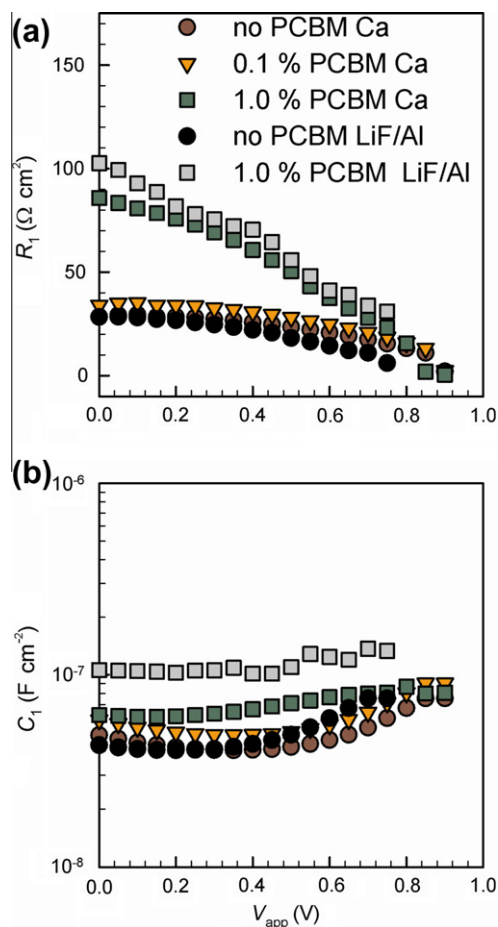 (a)
no PCBM Ca
0.1 % PCBM Ca
1.0 % PCBM Ca
no PCBM LiF/Al
1.0 % PCBM LiF/Al
150
100
50
0
R₁ (Ω cm²)
0.0 0.2 0.4 0.6 0.8 1.0
(b)
10⁻⁶
10⁻⁷
10⁻⁸
C₁ (F cm⁻²)
0.0 0.2 0.4 0.6 0.8 1.0
V_app (V)